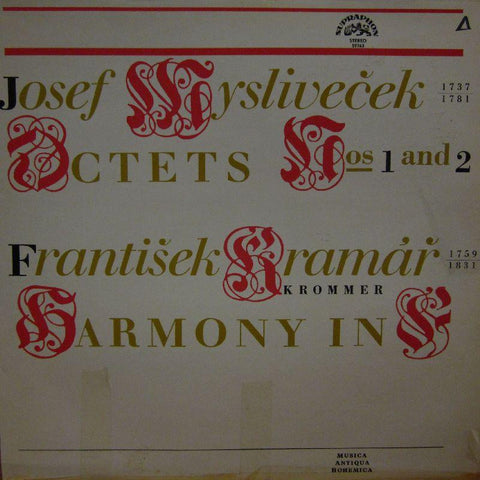 SUPRAPHON
STEREO
59763
Josef Mysliveček 1737
1781
OCTETS Nos 1 and 2
František Kramář 1759
1831
KROMMER
HARMONY IN F
MUSICA
ANTIQUA
BOHEMICA